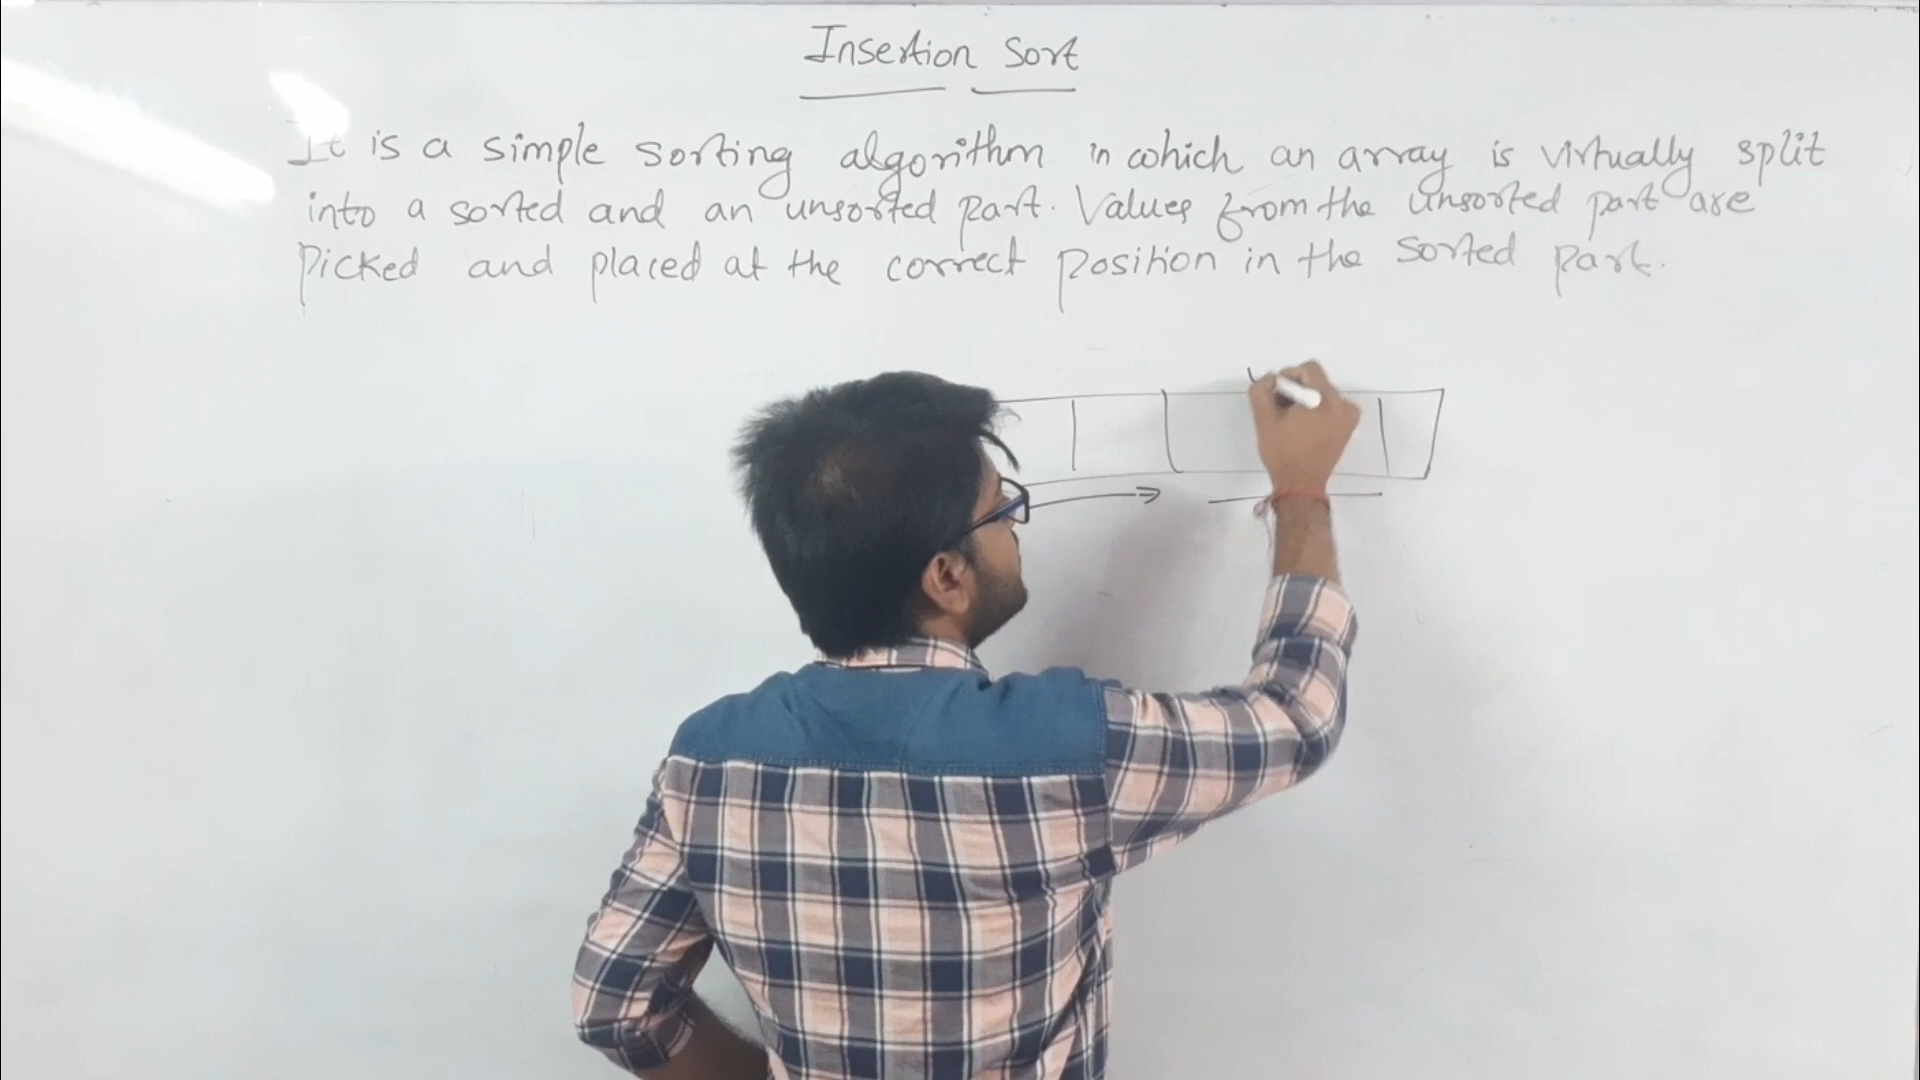 Insertion Sort
It is a simple sorting algorithm in which an array is virtually split
into a sorted and an unsorted part. Values from the unsorted part are
Picked and placed at the correct position in the sorted part.